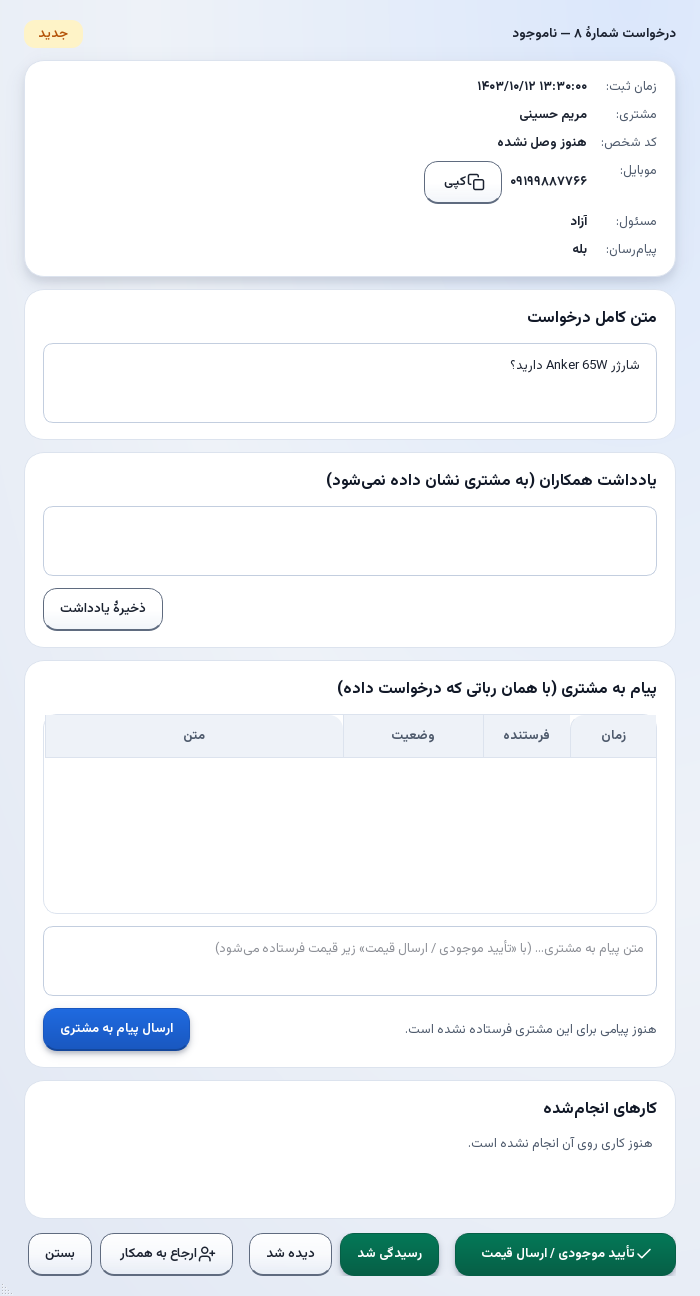 درخواست شمارهٔ ۸ — ناموجود
جدید
زمان ثبت: ۱۴۰۳/۱۰/۱۲ ۱۳:۳۰:۰۰
مشتری: مریم حسینی
کد شخص: هنوز وصل نشده
موبایل: ۰۹۱۹۹۸۸۷۷۶۶ کپی
مسئول: آزاد
پیام‌رسان: بله
متن کامل درخواست
شارژر Anker 65W دارید؟
یادداشت همکاران (به مشتری نشان داده نمی‌شود)
ذخیرهٔ یادداشت
پیام به مشتری (با همان رباتی که درخواست داده)
زمان فرستنده وضعیت متن
متن پیام به مشتری... (با «تأیید موجودی / ارسال قیمت» زیر قیمت فرستاده می‌شود)
هنوز پیامی برای این مشتری فرستاده نشده است. ارسال پیام به مشتری
کارهای انجام‌شده
هنوز کاری روی آن انجام نشده است.
تأیید موجودی / ارسال قیمت رسیدگی شد دیده شد ارجاع به همکار بستن